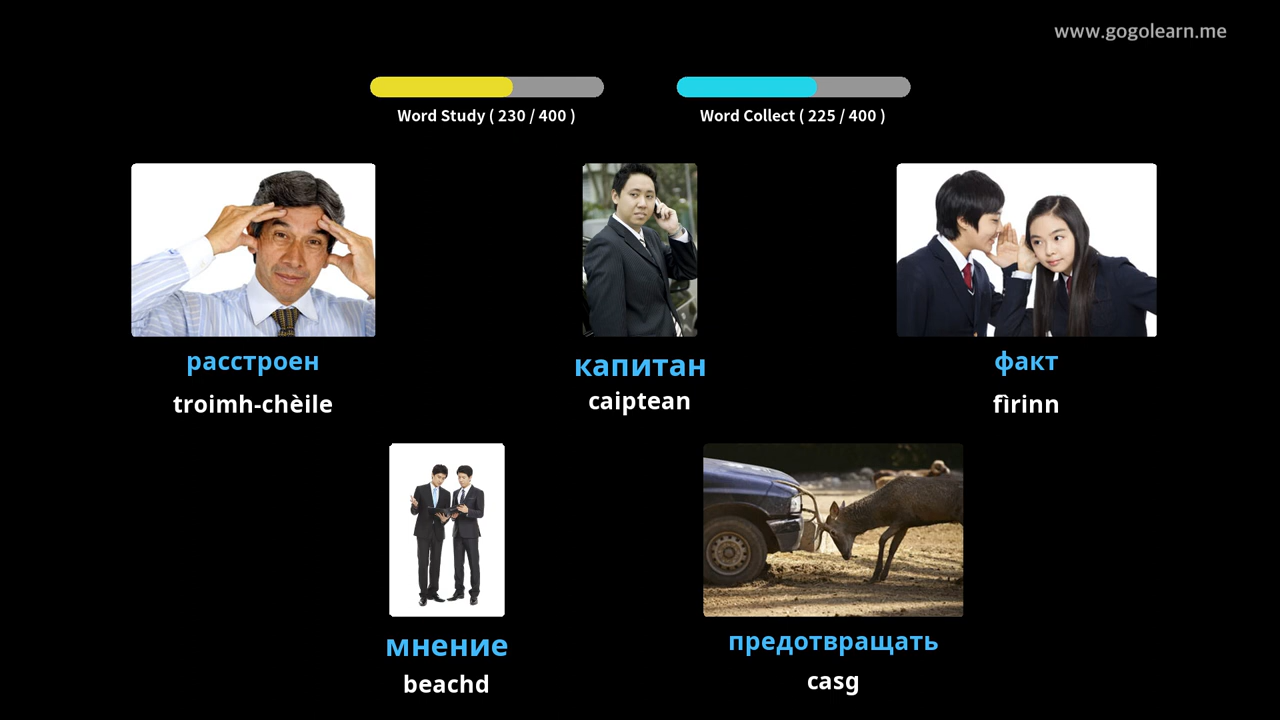 www.gogolearn.me
Word Study ( 230 / 400 )
Word Collect ( 225 / 400 )
расстроен
troimh-chèile
капитан
caiptean
факт
fìrinn
мнение
beachd
предотвращать
casg